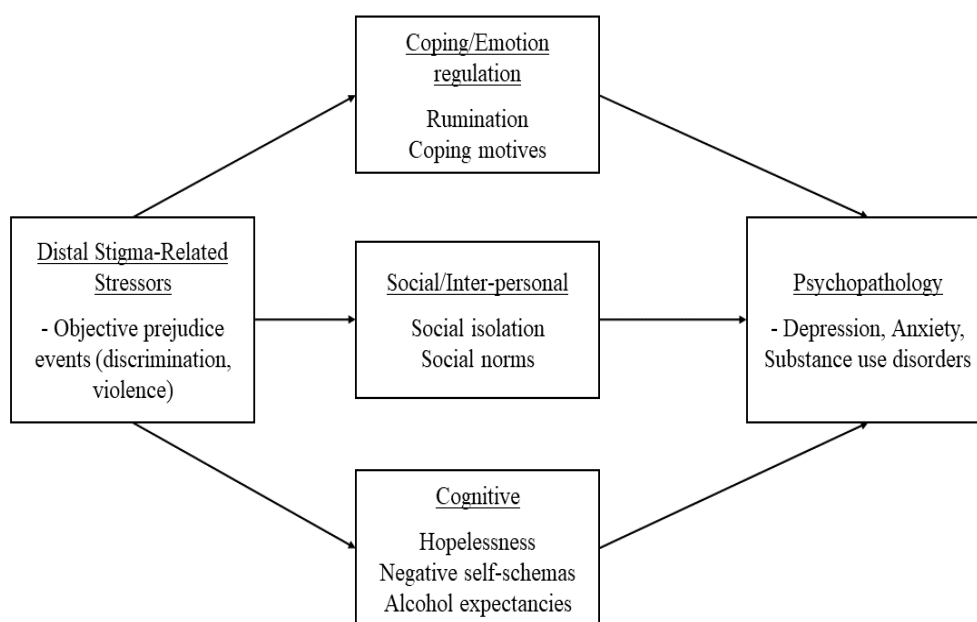 Coping/Emotion
regulation
Rumination
Coping motives
Distal Stigma-Related
Stressors
- Objective prejudice
events (discrimination,
violence)
Social/Inter-personal
Social isolation
Social norms
Psychopathology
- Depression, Anxiety,
Substance use disorders
Cognitive
Hopelessness
Negative self-schemas
Alcohol expectancies